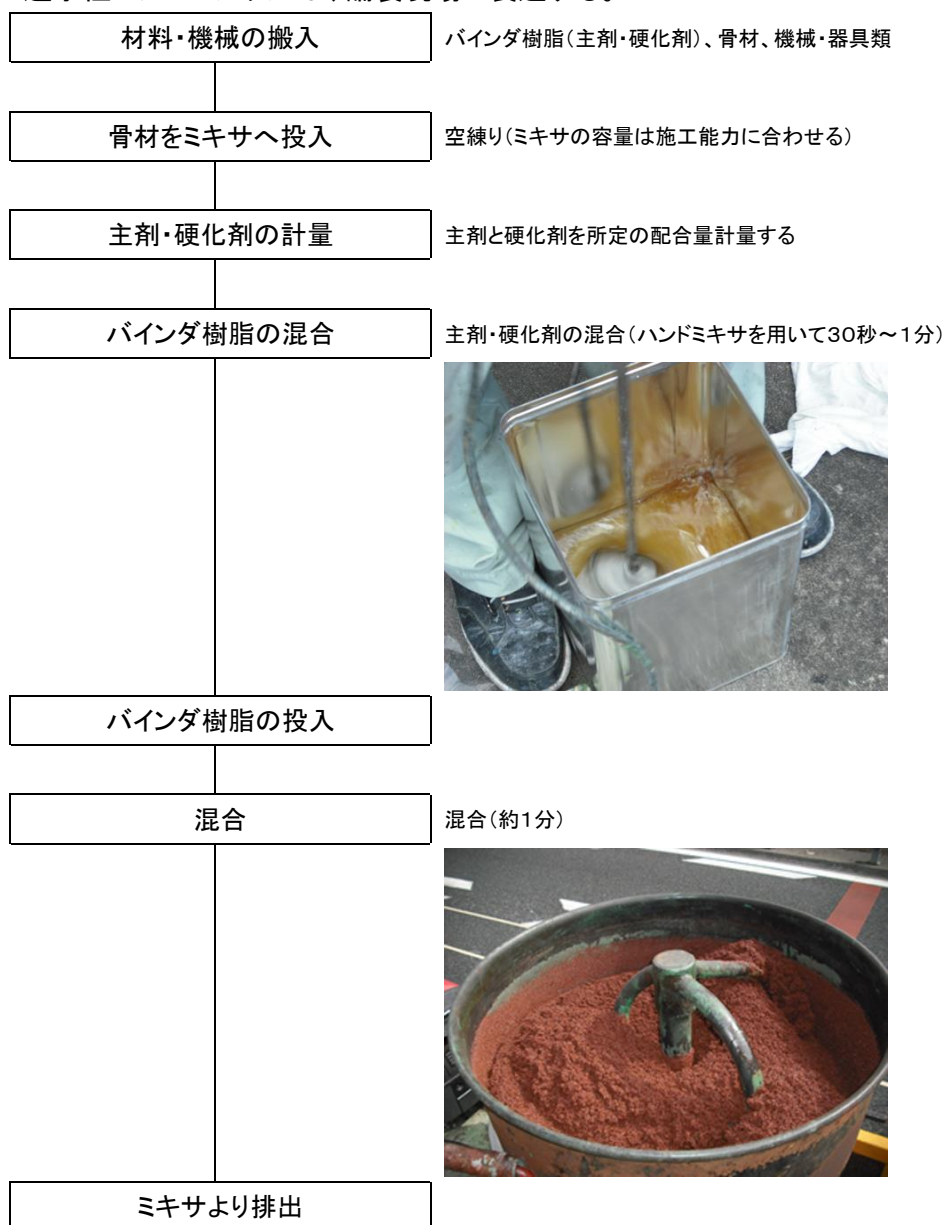 材料・機械の搬入
バインダ樹脂(主剤・硬化剤)、骨材、機械・器具類
骨材をミキサへ投入
空練り(ミキサの容量は施工能力に合わせる)
主剤・硬化剤の計量
主剤と硬化剤を所定の配合量計量する
バインダ樹脂の混合
主剤・硬化剤の混合(ハンドミキサを用いて30秒~1分)
バインダ樹脂の投入
混合
混合(約1分)
ミキサより排出